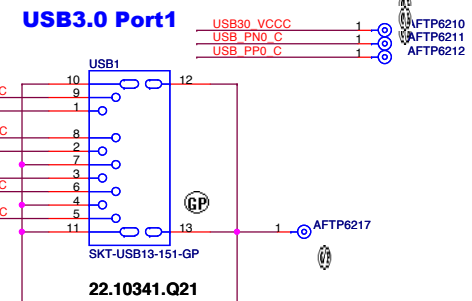 USB3.0 Port1
USB30_VCCC 1 AFTP6210
USB_PN0_C 1 AFTP6211
USB_PP0_C 1 AFTP6212
USB1
10 12
C 9
1
C 8
2
7
3
C 6
4
C 5
GP
11 13 1 AFTP6217
SKT-USB13-151-GP
22.10341.Q21